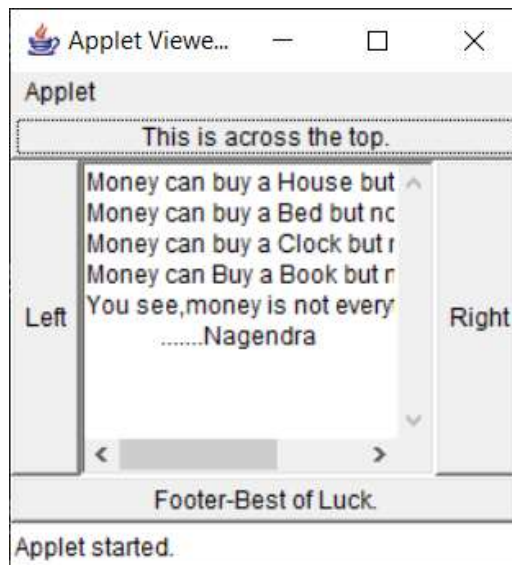 Applet Viewe...
Applet
This is across the top.
Left
Money can buy a House but
Money can buy a Bed but
Money can buy a Clock but
Money can Buy a Book but
You see,money is not
.......Nagendra
Right
Footer-Best of Luck.
Applet started.